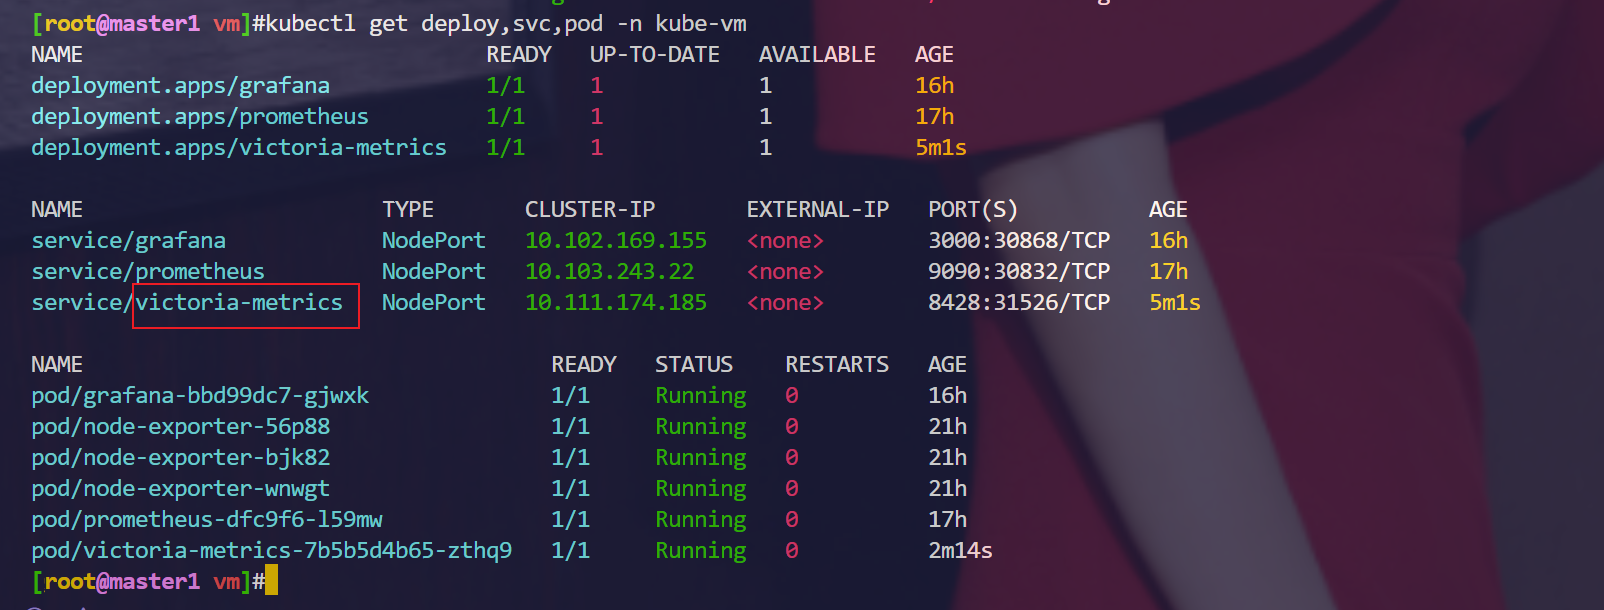 [root@master1 vm]#kubectl get deploy,svc,pod -n kube-vm
NAME READY UP-TO-DATE AVAILABLE AGE
deployment.apps/grafana 1/1 1 1 16h
deployment.apps/prometheus 1/1 1 1 17h
deployment.apps/victoria-metrics 1/1 1 1 5m1s
NAME TYPE CLUSTER-IP EXTERNAL-IP PORT(S) AGE
service/grafana NodePort 10.102.169.155 <none> 3000:30868/TCP 16h
service/prometheus NodePort 10.103.243.22 <none> 9090:30832/TCP 17h
service/victoria-metrics NodePort 10.111.174.185 <none> 8428:31526/TCP 5m1s
NAME READY STATUS RESTARTS AGE
pod/grafana-bbd99dc7-gjwxk 1/1 Running 0 16h
pod/node-exporter-56p88 1/1 Running 0 21h
pod/node-exporter-bjk82 1/1 Running 0 21h
pod/node-exporter-wnwgt 1/1 Running 0 21h
pod/prometheus-dfc9f6-l59mw 1/1 Running 0 17h
pod/victoria-metrics-7b5b5d4b65-zthq9 1/1 Running 0 2m14s
[root@master1 vm]#